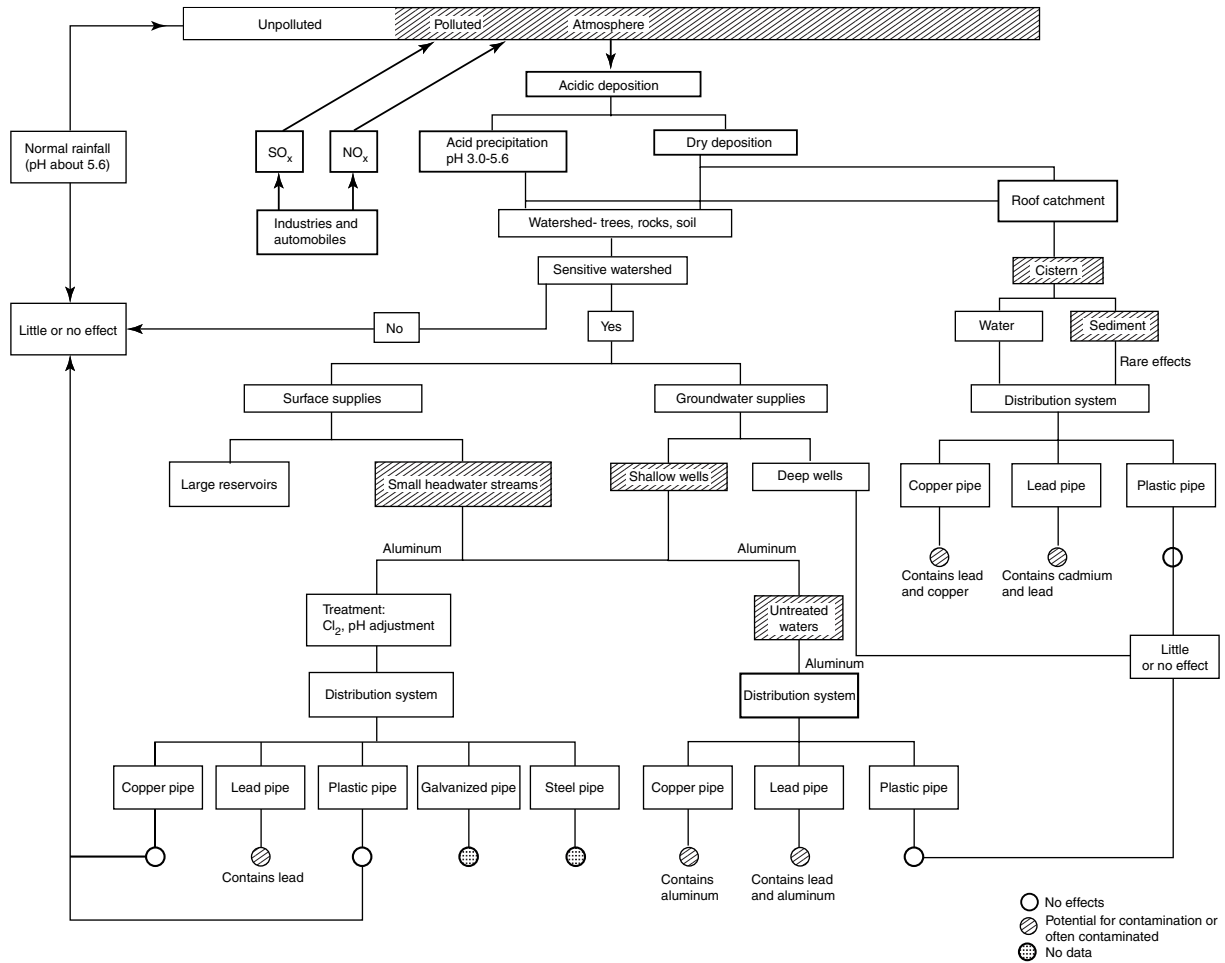 Unpolluted
Polluted
Atmosphere
Acidic deposition
Normal rainfall
(pH about 5.6)
SOx
NOx
Acid precipitation
pH 3.0-5.6
Dry deposition
Industries and
automobiles
Watershed- trees, rocks, soil
Roof catchment
Sensitive watershed
Cistern
Little or no effect
No
Yes
Water
Sediment
Rare effects
Surface supplies
Groundwater supplies
Distribution system
Large reservoirs
Small headwater streams
Shallow wells
Deep wells
Copper pipe
Lead pipe
Plastic pipe
Aluminum
Aluminum
Contains lead
and copper
Contains cadmium
and lead
Treatment:
Cl2, pH adjustment
Untreated
waters
Little
or no effect
Aluminum
Distribution system
Distribution system
Copper pipe
Lead pipe
Plastic pipe
Galvanized pipe
Steel pipe
Copper pipe
Lead pipe
Plastic pipe
Contains lead
Contains
aluminum
Contains lead
and aluminum
No effects
Potential for contamination or
often contaminated
No data